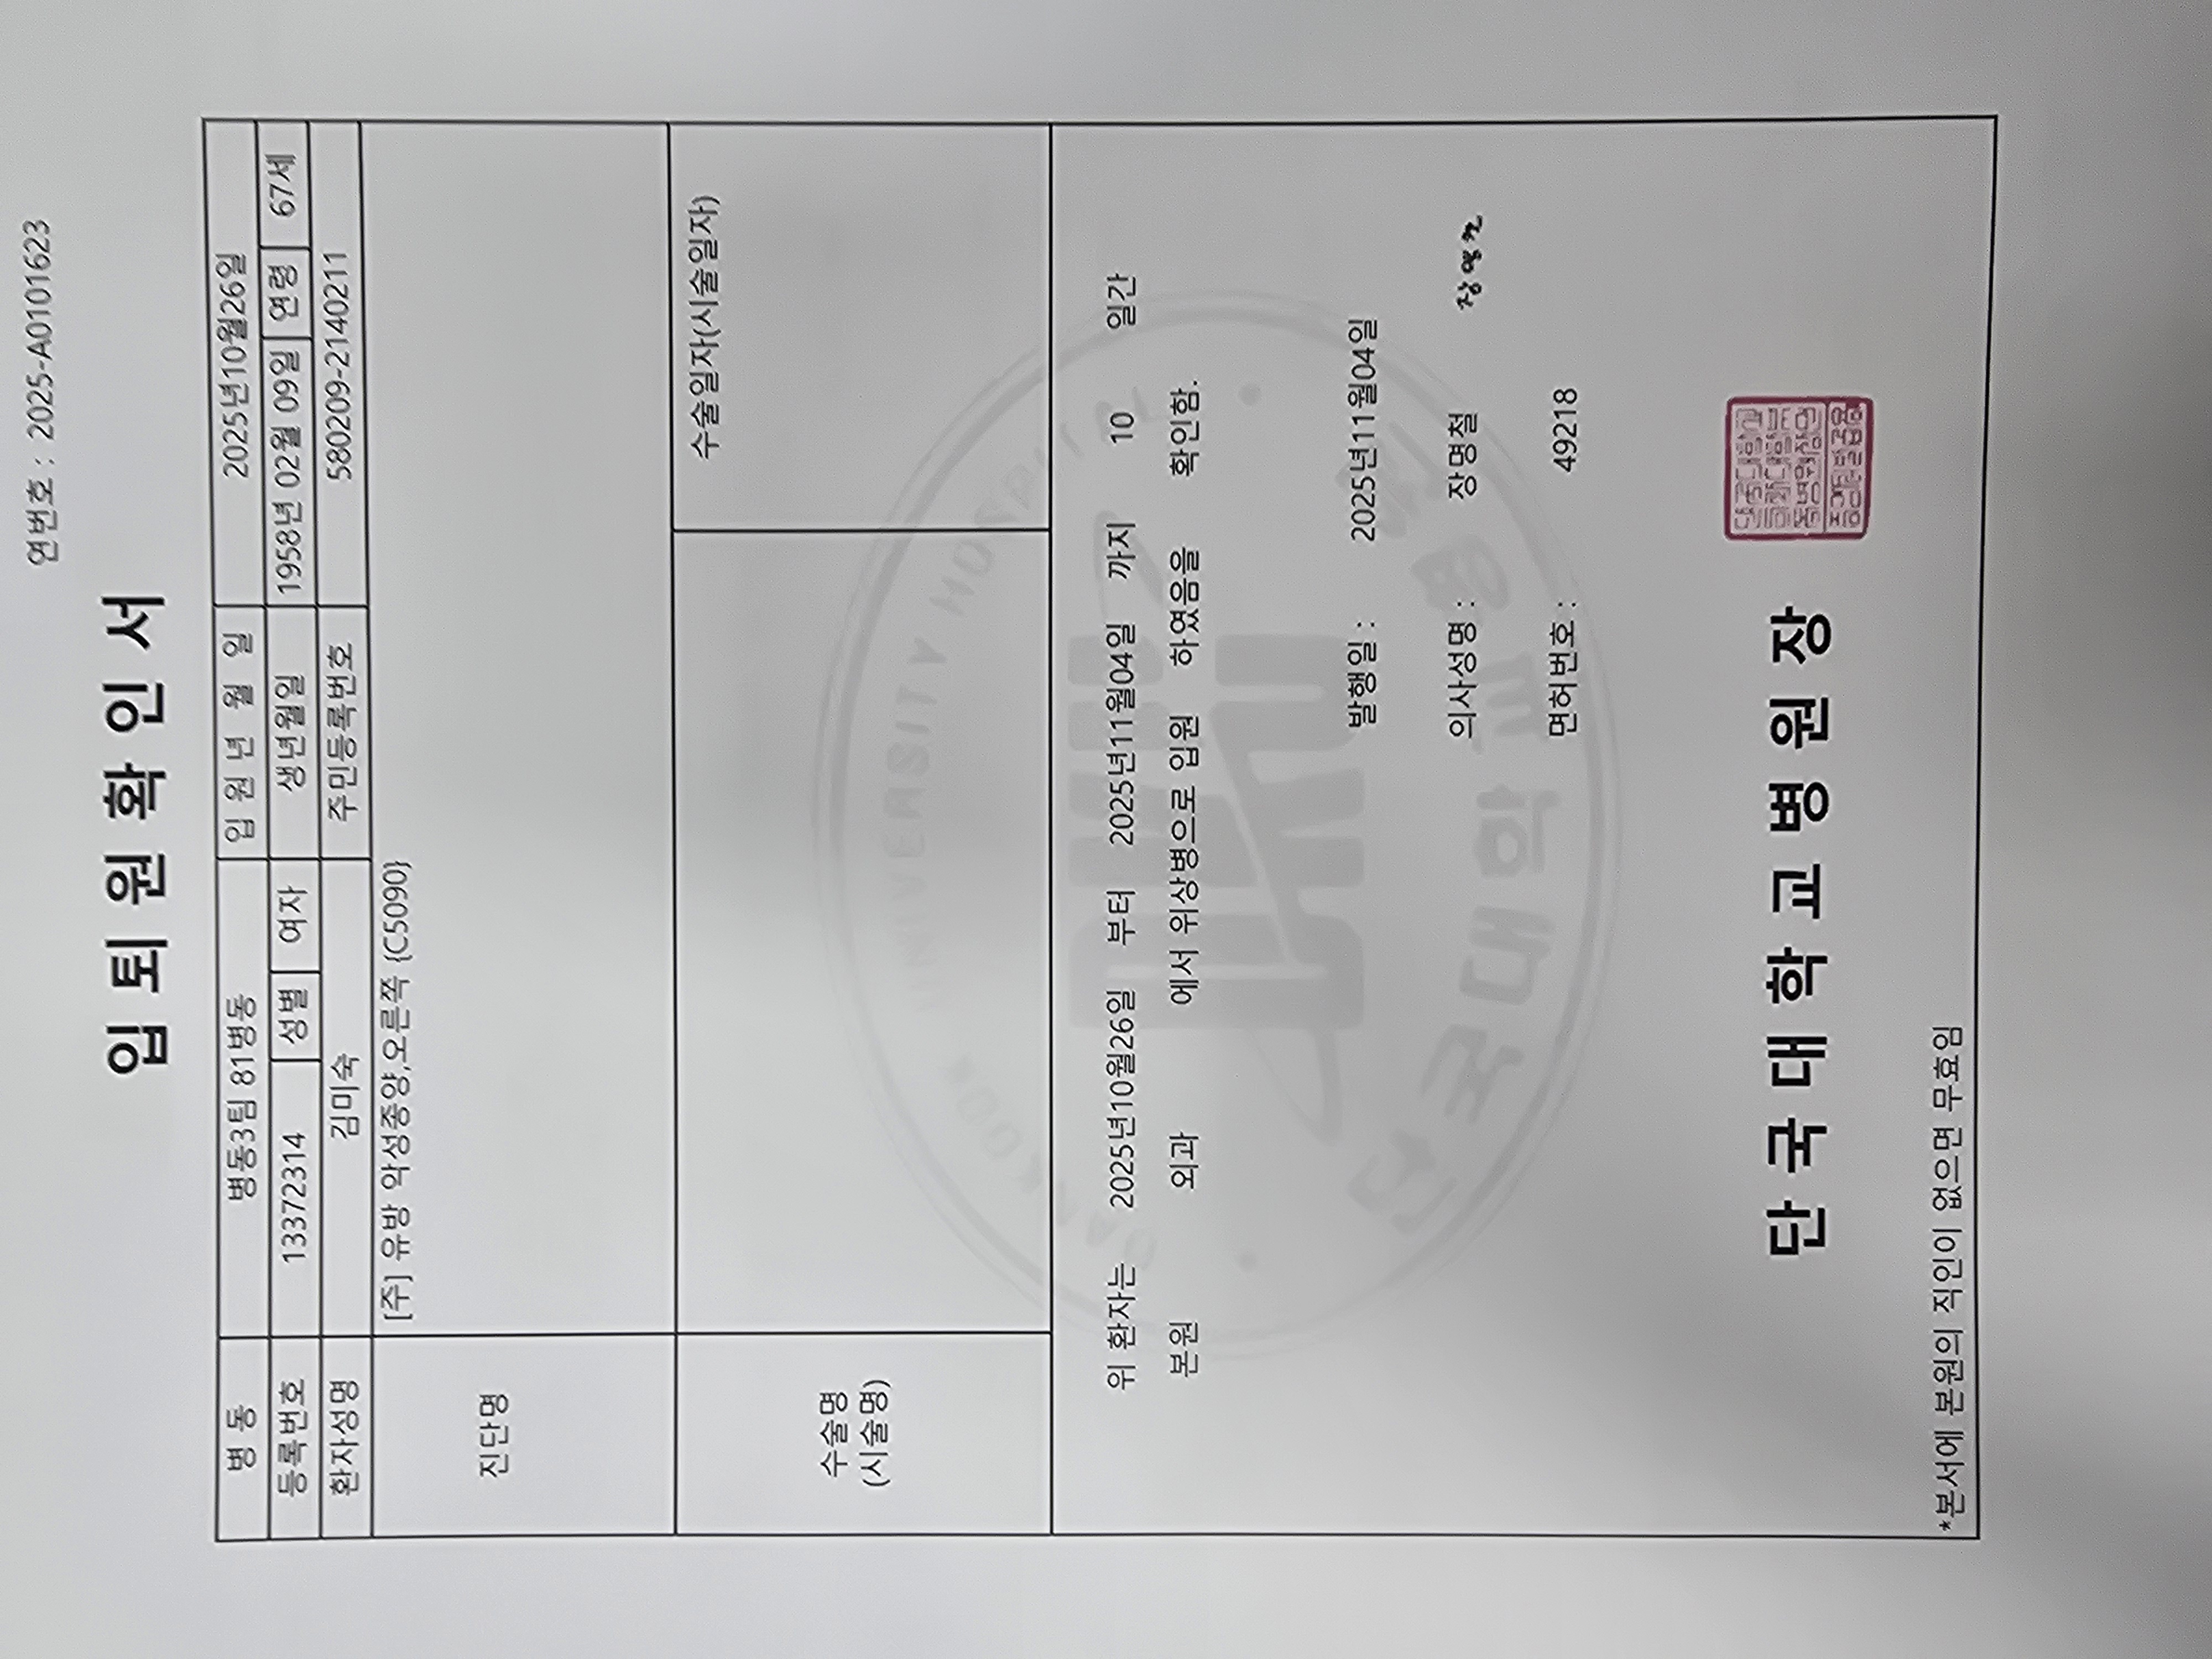 연번호 : 2025-A0101623
입 퇴 원 확 인 서
병 동 병동3팀 81병동 입 원 년 월 일 2025년10월26일
등록번호 13372314 성별 여자 생년월일 1958년 02월 09일 연령 67세
환자성명 김미숙 주민등록번호 580209-2140211
진단명 [주] 유방 악성종양,오른쪽 {C5090}
수술명
(시술명)
수술일자(시술일자)
위 환자는 2025년10월26일 부터 2025년11월04일 까지 10 일간
본원 외과 에서 위상병으로 입원 하였음을 확인함.
발행일 : 2025년11월04일
의사성명 : 장명철
면허번호 : 49218
단 국 대 학 교 병 원 장
*본서에 본원의 직인이 없으면 무효임
DANKOOK UNIVERSITY HOSPITAL
단국대학교병원